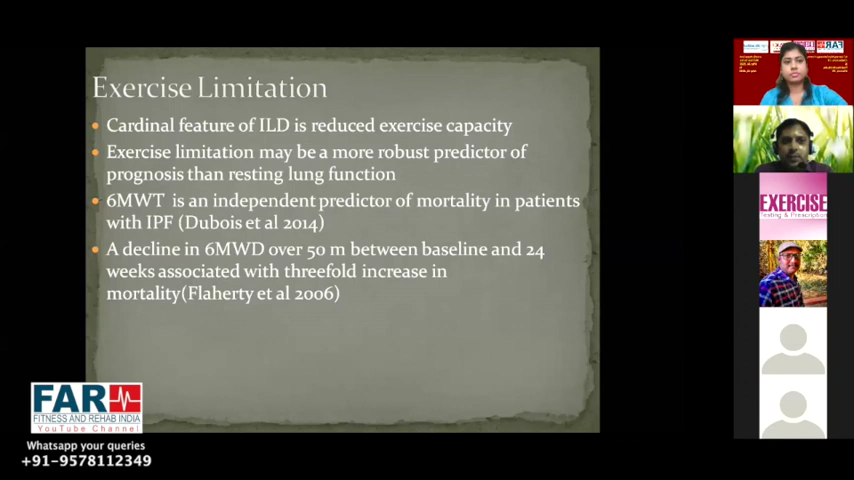 Exercise Limitation
Cardinal feature of ILD is reduced exercise capacity
Exercise limitation may be a more robust predictor of
prognosis than resting lung function
6MWT is an independent predictor of mortality in patients
with IPF (Dubois et al 2014)
A decline in 6MWD over 50 m between baseline and 24
weeks associated with threefold increase in
mortality(Flaherty et al 2006)
FAR
FITNESS AND REHAB INDIA
YouTube Channel
Whatsapp your queries
+91-9578112349
EXERCISE
Testing & Prescription